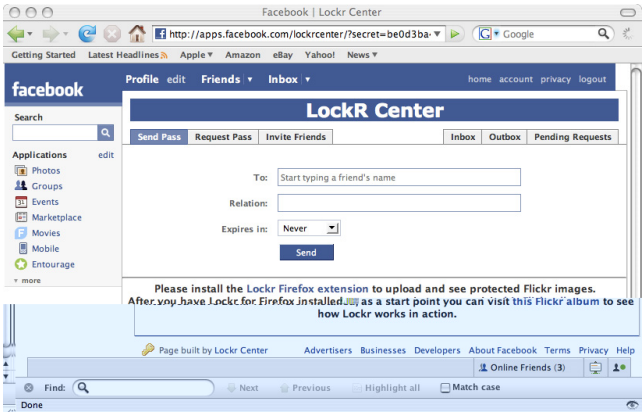 Facebook | Lockr Center
http://apps.facebook.com/lockrcenter/?secret=be0d3ba-
Google
Getting Started Latest Headlines Apple Amazon eBay Yahoo! News
facebook
Profile edit Friends Inbox
home account privacy logout
Search
LockR Center
Send Pass Request Pass Invite Friends
Inbox Outbox Pending Requests
Applications edit
Photos
Groups
Events
Marketplace
Movies
Mobile
Entourage
more
To: Start typing a friend's name
Relation:
Expires in: Never
Send
Please install the Lockr Firefox extension to upload and see protected Flickr images.
After you have Lockr for Firefox installed, as a start point you can visit this Flickr album to see
how Lockr works in action.
Page built by Lockr Center
Advertisers Businesses Developers About Facebook Terms Privacy Help
Online Friends (3)
1
Find: Next Previous Highlight all Match case
Done